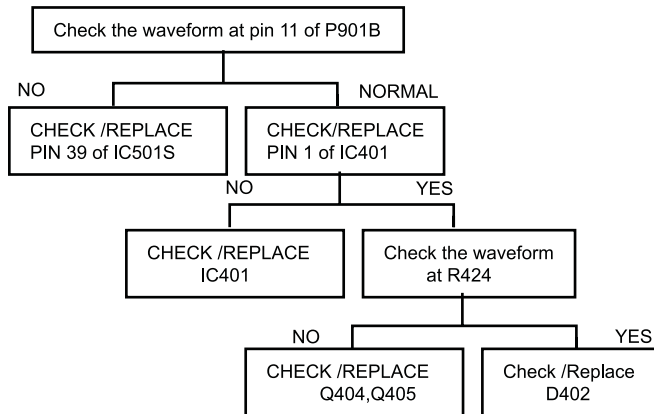 Check the waveform at pin 11 of P901B
NO
NORMAL
CHECK /REPLACE
PIN 39 of IC501S
CHECK/REPLACE
PIN 1 of IC401
NO
YES
CHECK /REPLACE
IC401
Check the waveform
at R424
NO
YES
CHECK /REPLACE
Q404,Q405
Check /Replace
D402